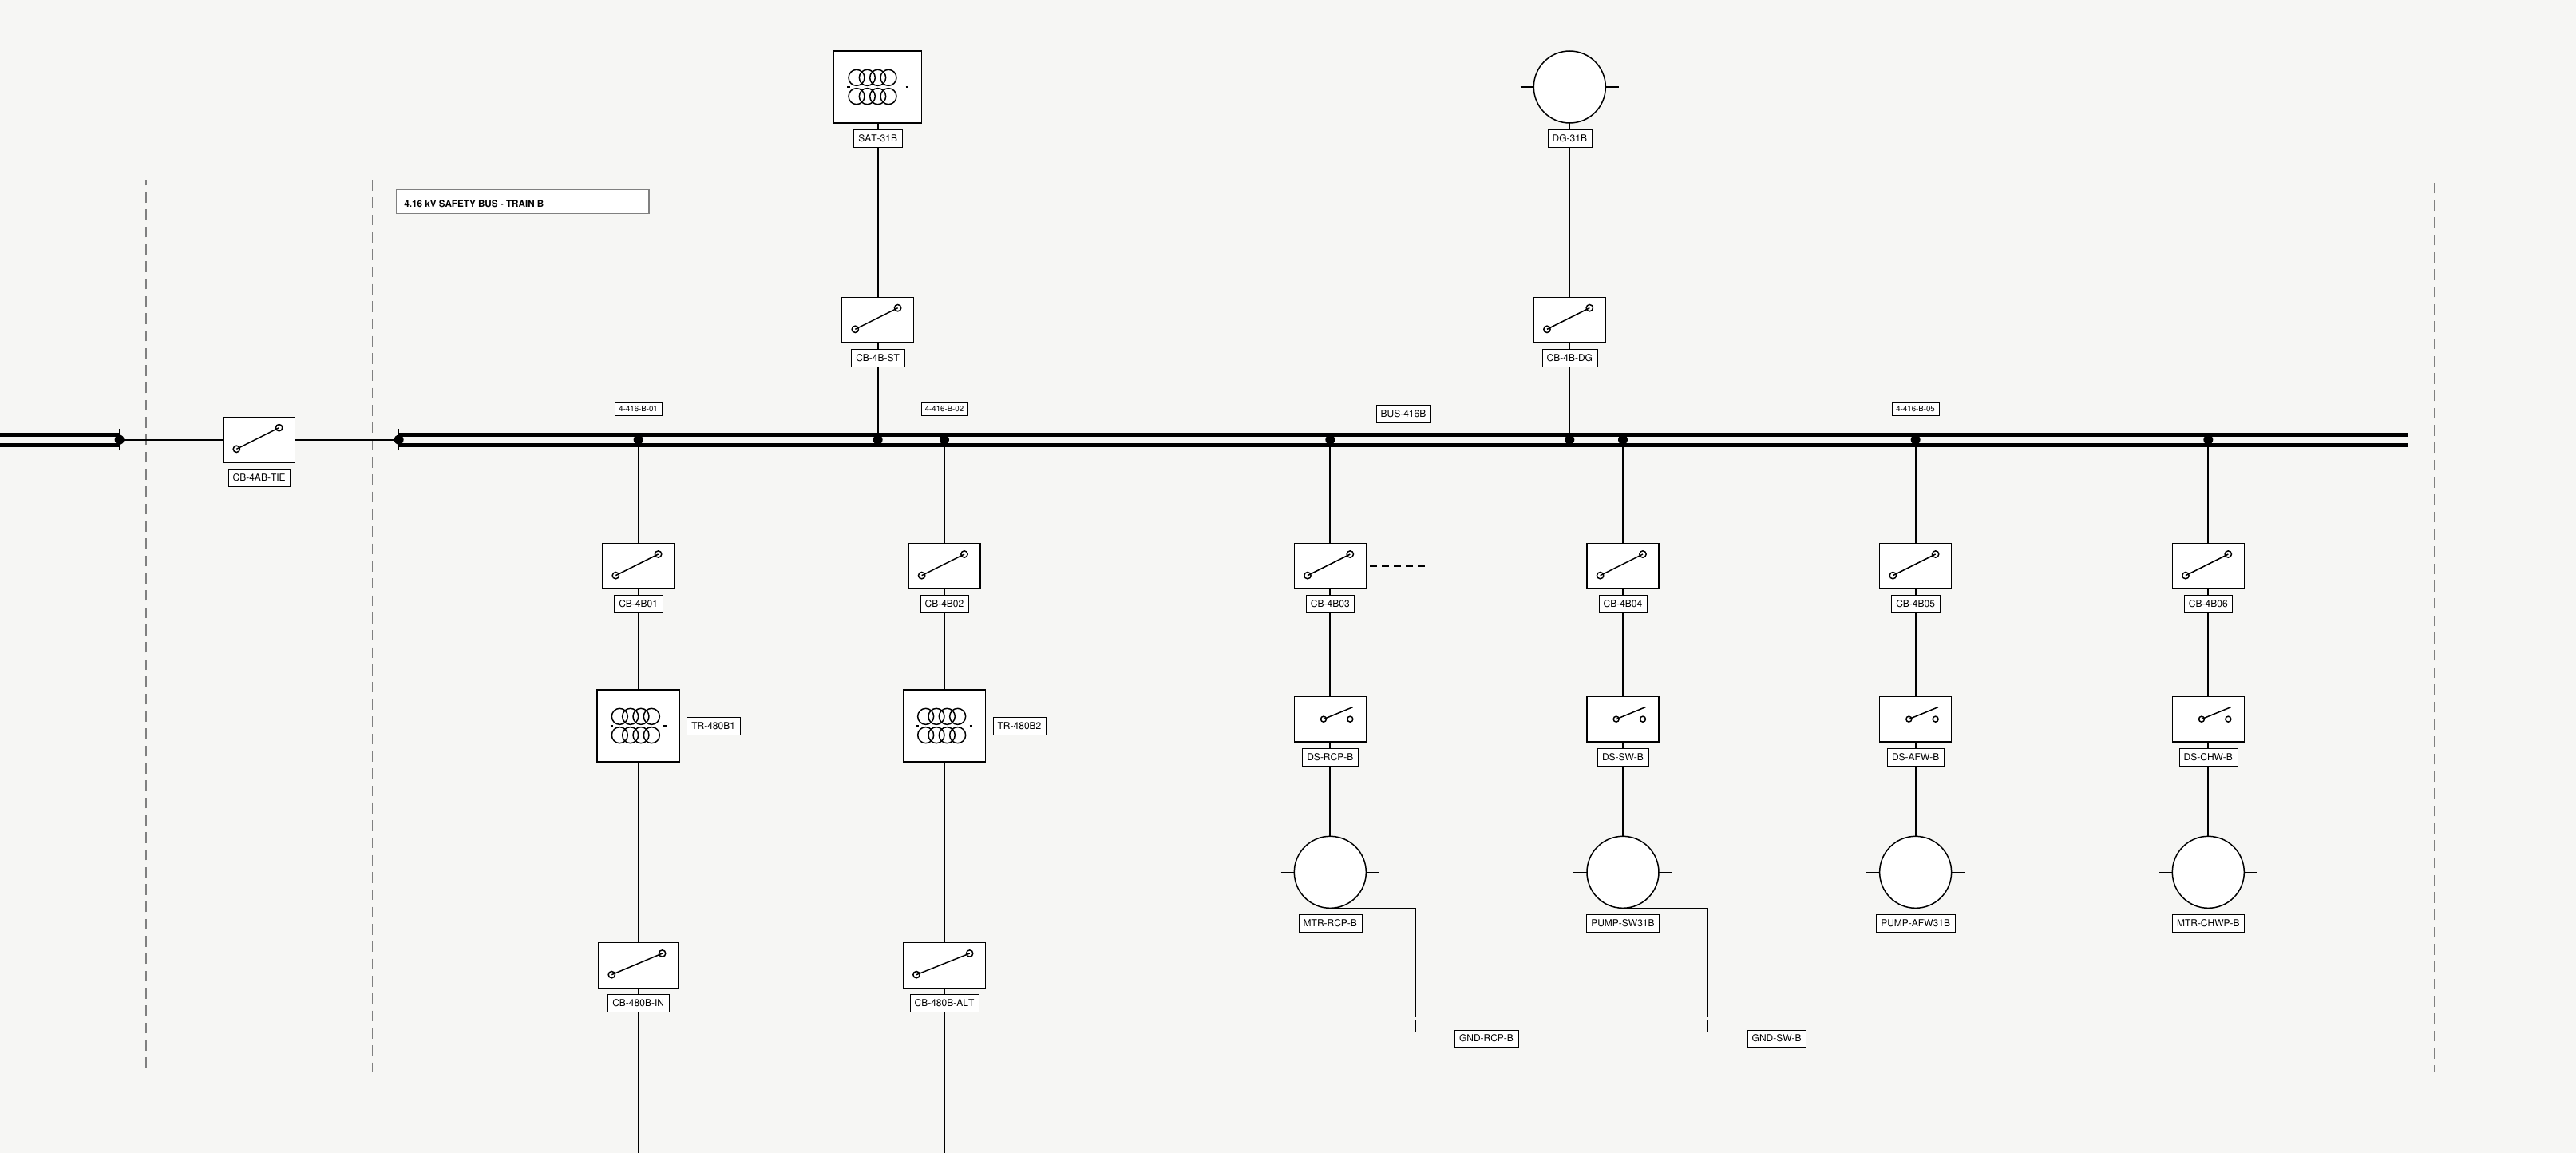 SAT-31B
DG-31B
4.16 kV SAFETY BUS - TRAIN B
CB-4B-ST
CB-4B-DG
4-416-B-01
4-416-B-02
BUS-416B
4-416-B-05
CB-4AB-TIE
CB-4B01
CB-4B02
CB-4B03
CB-4B04
CB-4B05
CB-4B06
TR-480B1
TR-480B2
DS-RCP-B
DS-SW-B
DS-AFW-B
DS-CHW-B
MTR-RCP-B
PUMP-SW31B
PUMP-AFW31B
MTR-CHWP-B
CB-480B-IN
CB-480B-ALT
GND-RCP-B
GND-SW-B